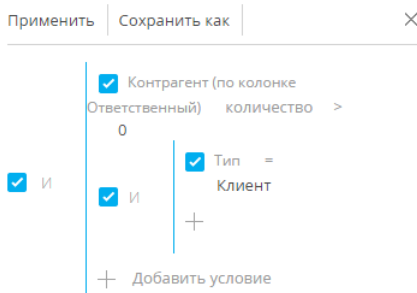 Применить Сохранить как
Контрагент (по колонке
Ответственный) количество >
0
Тип =
И И Клиент
Добавить условие